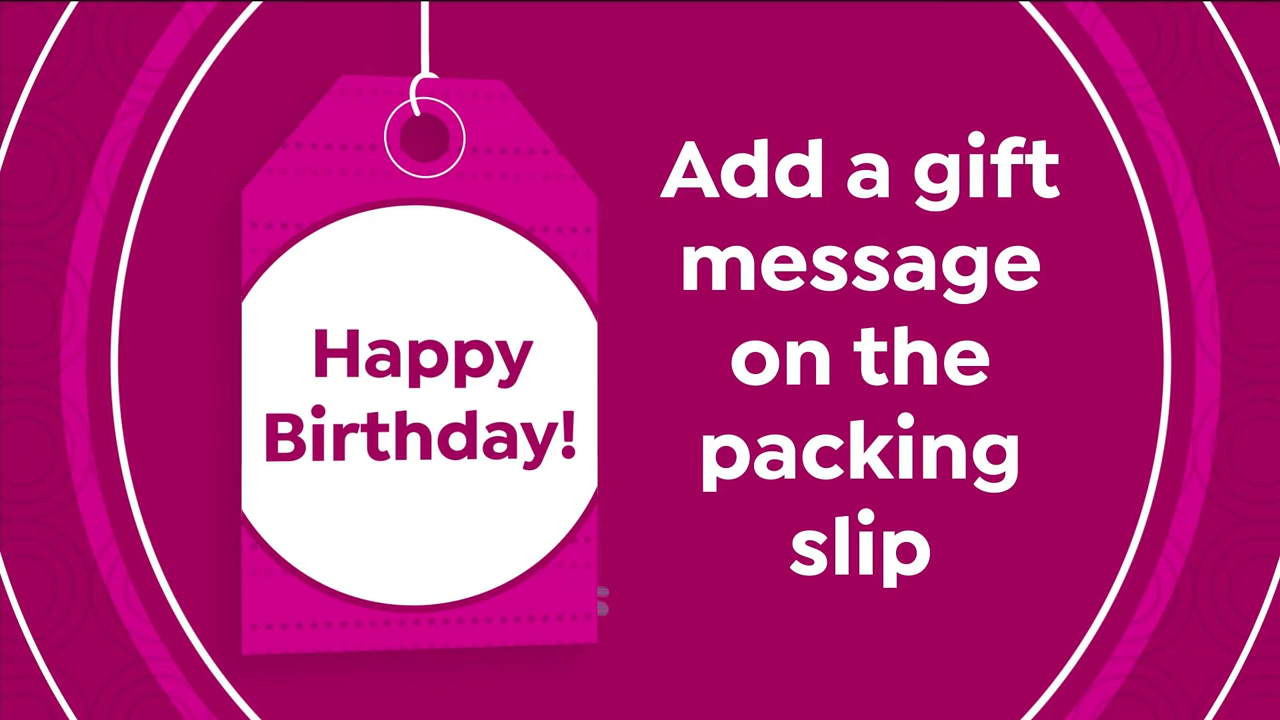 Happy
Birthday!
Add a gift
message
on the
packing
slip